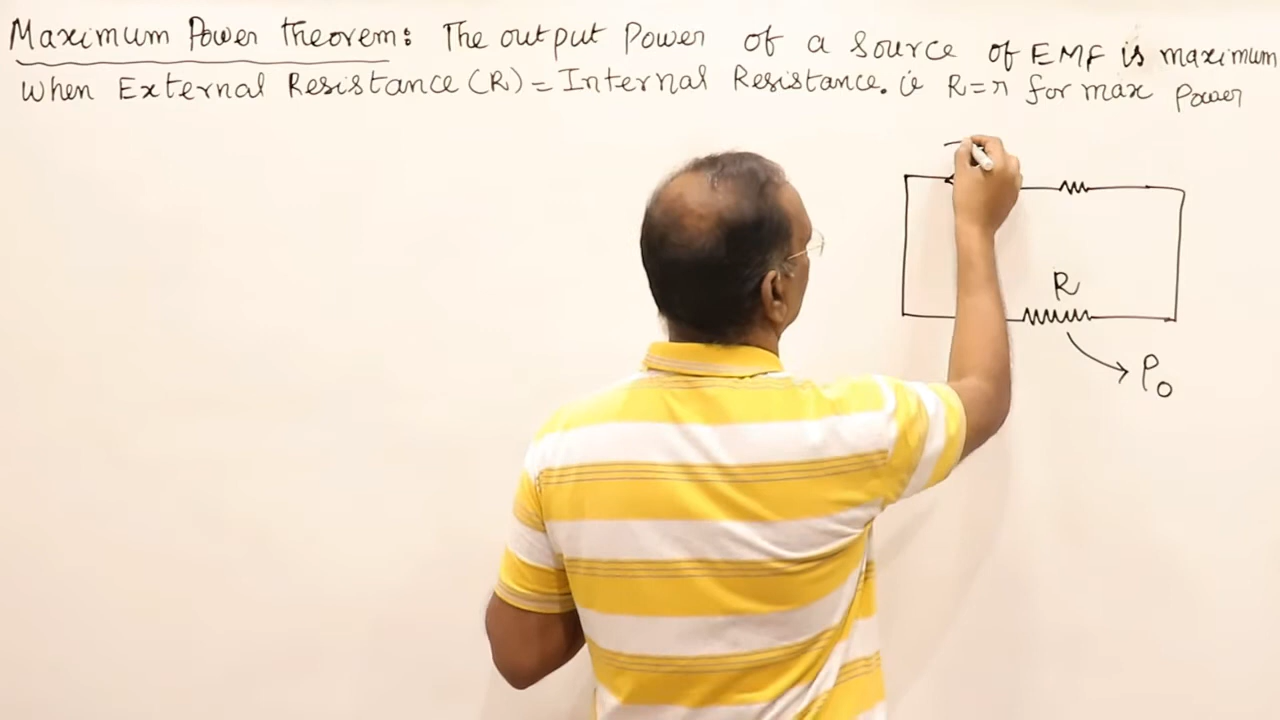 Maximum Power theorem: The output Power of a source of EMF is maximum
when External Resistance (R) = Internal Resistance. ie R=r for max Power
R
P₀